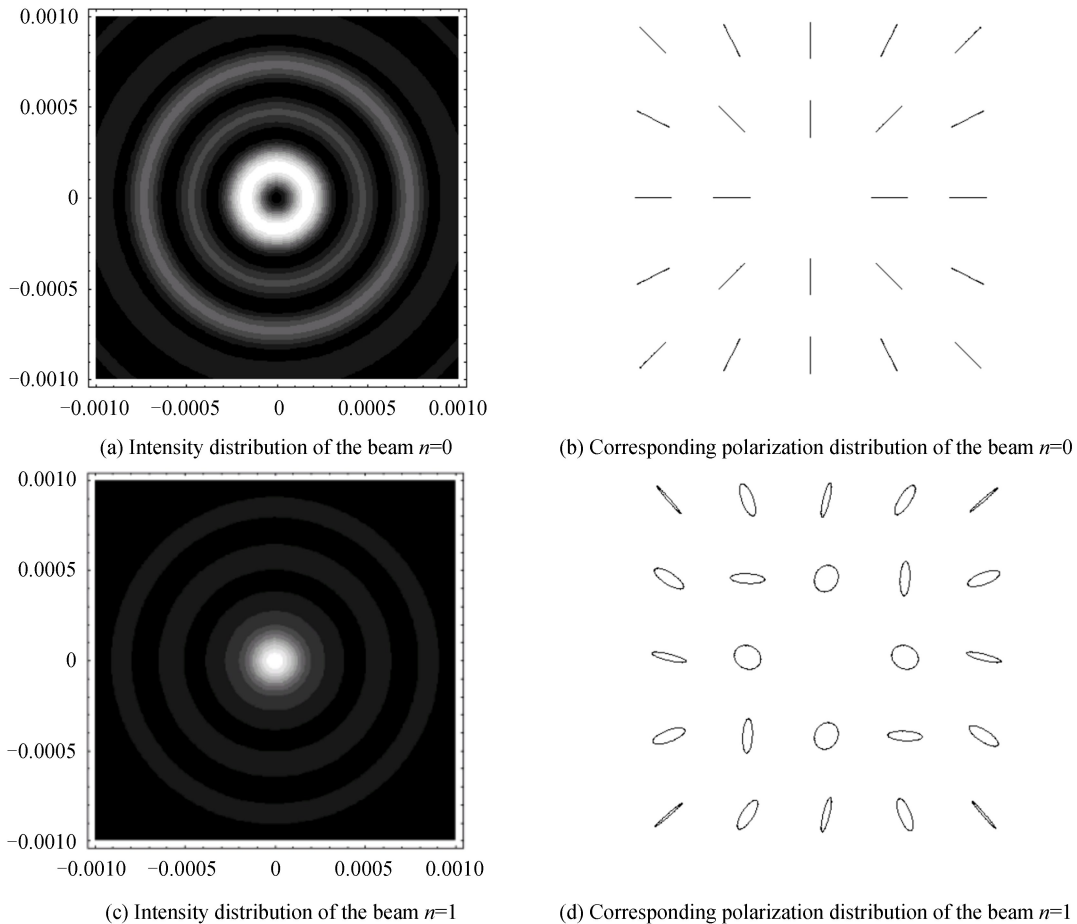 0.0010
0.0005
0
−0.0005
−0.0010
−0.0010 −0.0005 0 0.0005 0.0010
(a) Intensity distribution of the beam n=0
(b) Corresponding polarization distribution of the beam n=0
0.0010
0.0005
0
−0.0005
−0.0010
−0.0010 −0.0005 0 0.0005 0.0010
(c) Intensity distribution of the beam n=1
(d) Corresponding polarization distribution of the beam n=1